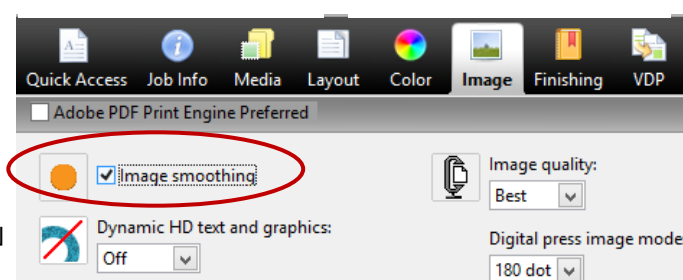 Quick Access Job Info Media Layout Color Image Finishing VDP
Adobe PDF Print Engine Preferred
Image smoothing
Image quality:
Best
Dynamic HD text and graphics:
Off
Digital press image mode
180 dot